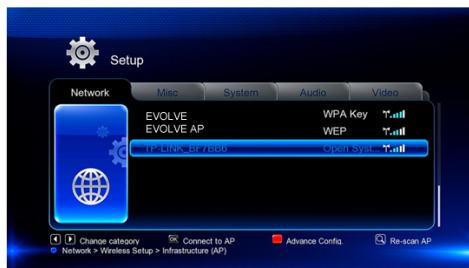 Setup
Network Misc System Audio Video
EVOLVE WPA Key
EVOLVE AP WEP
TP-LINK_BF7BB6 Open Syst...
Change category OK Connect to AP Advance Config. Re-scan AP
Network > Wireless Setup > Infrastructure (AP)